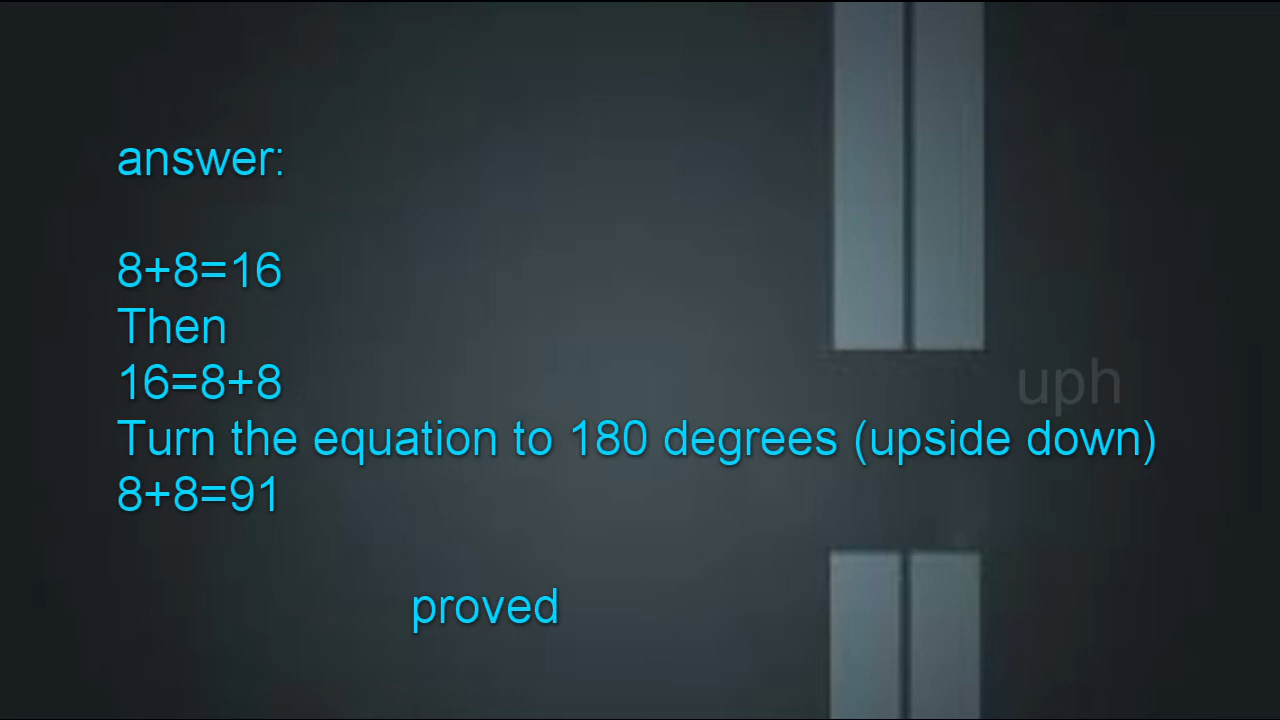 answer:
8+8=16
Then
16=8+8
uph
Turn the equation to 180 degrees (upside down)
8+8=91
proved